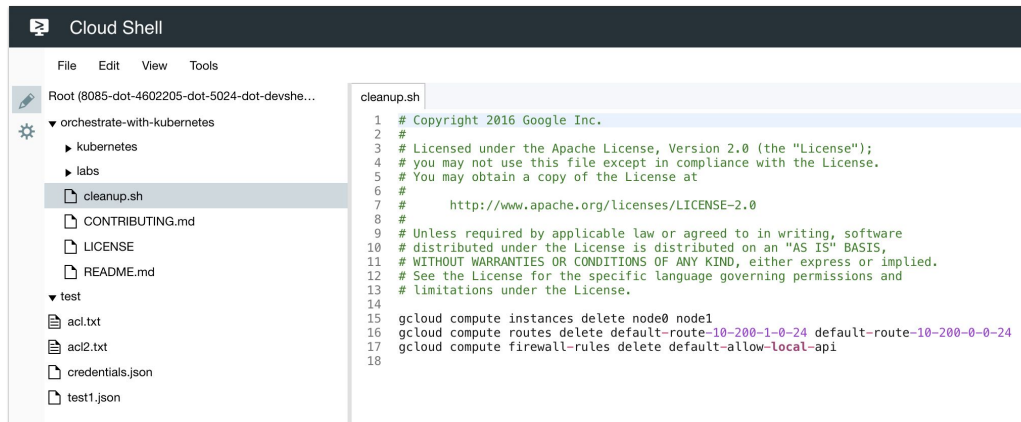 Cloud Shell
File Edit View Tools
Root (8085-dot-4602205-dot-5024-dot-devshe...
orchestrate-with-kubernetes
kubernetes
labs
cleanup.sh
CONTRIBUTING.md
LICENSE
README.md
test
acl.txt
acl2.txt
credentials.json
test1.json
cleanup.sh
1 # Copyright 2016 Google Inc.
2 #
3 # Licensed under the Apache License, Version 2.0 (the "License");
4 # you may not use this file except in compliance with the License.
5 # You may obtain a copy of the License at
6 #
7 #      http://www.apache.org/licenses/LICENSE-2.0
8 #
9 # Unless required by applicable law or agreed to in writing, software
10 # distributed under the License is distributed on an "AS IS" BASIS,
11 # WITHOUT WARRANTIES OR CONDITIONS OF ANY KIND, either express or implied.
12 # See the License for the specific language governing permissions and
13 # limitations under the License.
14
15 gcloud compute instances delete node0 node1
16 gcloud compute routes delete default-route-10-200-1-0-24 default-route-10-200-0-0-24
17 gcloud compute firewall-rules delete default-allow-local-api
18